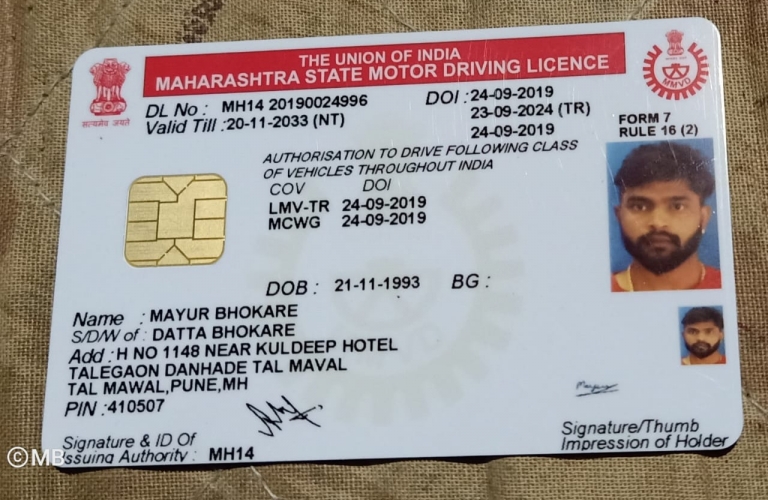 THE UNION OF INDIA
MAHARASHTRA STATE MOTOR DRIVING LICENCE
सत्यमेव जयते
MMVD
DL No : MH14 20190024996 DOI : 24-09-2019
Valid Till : 20-11-2033 (NT) 23-09-2024 (TR)
24-09-2019
FORM 7
RULE 16 (2)
AUTHORISATION TO DRIVE FOLLOWING CLASS
OF VEHICLES THROUGHOUT INDIA
COV DOI
LMV-TR 24-09-2019
MCWG 24-09-2019
DOB : 21-11-1993 BG :
Name : MAYUR BHOKARE
S/D/W of : DATTA BHOKARE
Add : H NO 1148 NEAR KULDEEP HOTEL
TALEGAON DANHADE TAL MAVAL
TAL MAWAL,PUNE,MH
PIN :410507
Signature & ID Of
Issuing Authority : MH14
Signature/Thumb
Impression of Holder
©MB